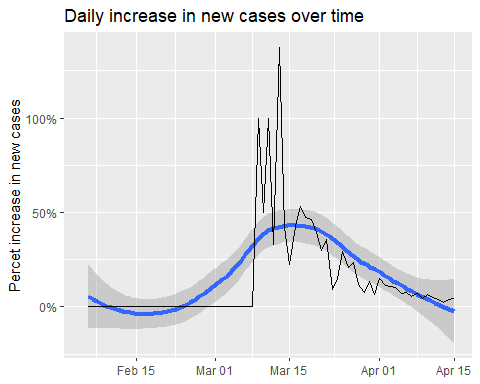 Daily increase in new cases over time
Percet increase in new cases
100%
50%
0%
Feb 15
Mar 01
Mar 15
Apr 01
Apr 15